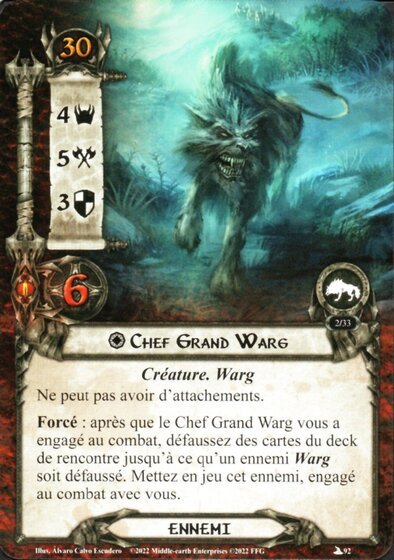 30
4
5
3
6
2/33
CHEF GRAND WARG
Créature. Warg
Ne peut pas avoir d'attachements.
Forcé : après que le Chef Grand Warg vous a
engagé au combat, défaussez des cartes du deck
de rencontre jusqu'à ce qu'un ennemi Warg
soit défaussé. Mettez en jeu cet ennemi, engagé
au combat avec vous.
ENNEMI
Illus. Álvaro Calvo Escudero ©2022 Middle-earth Enterprises ©2022 FFG 92